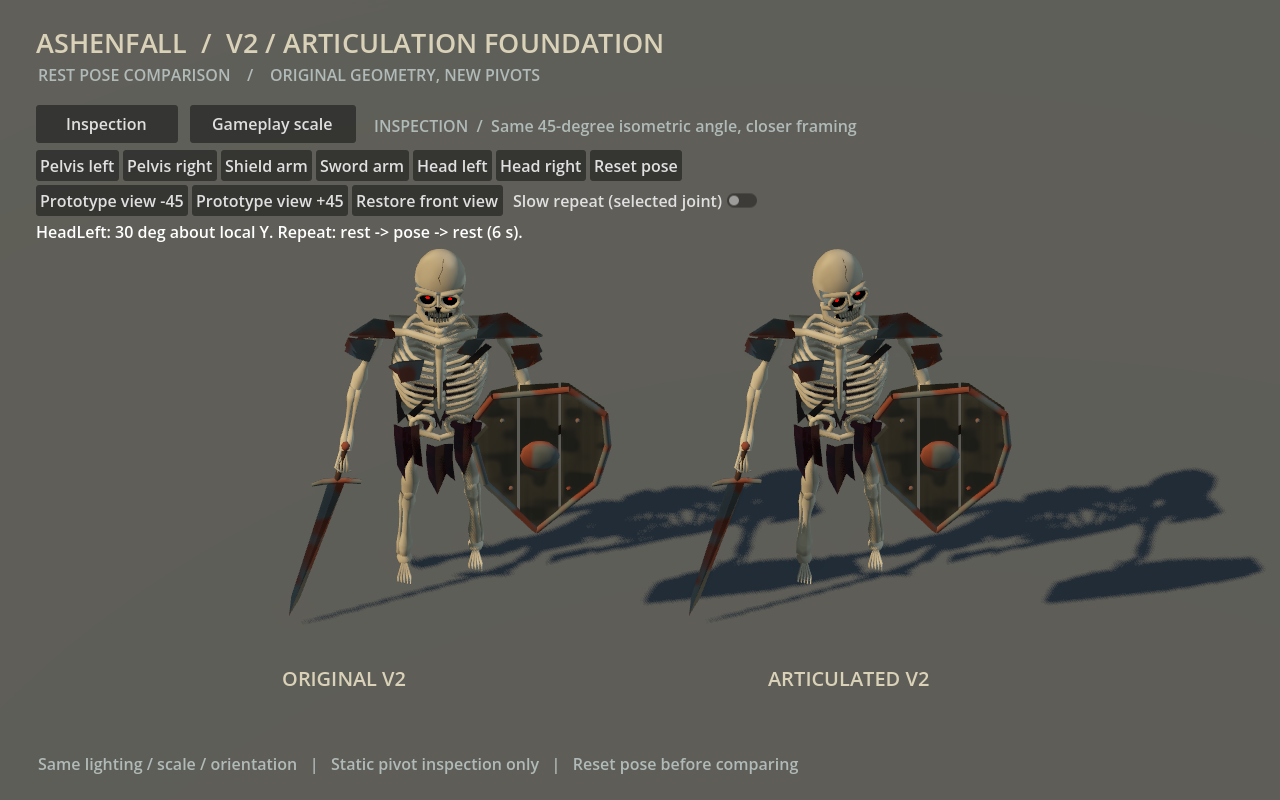 ASHENFALL / V2 / ARTICULATION FOUNDATION
REST POSE COMPARISON / ORIGINAL GEOMETRY, NEW PIVOTS
Inspection Gameplay scale INSPECTION / Same 45-degree isometric angle, closer framing
Pelvis left Pelvis right Shield arm Sword arm Head left Head right Reset pose
Prototype view -45 Prototype view +45 Restore front view Slow repeat (selected joint)
HeadLeft: 30 deg about local Y. Repeat: rest -> pose -> rest (6 s).
ORIGINAL V2 ARTICULATED V2
Same lighting / scale / orientation | Static pivot inspection only | Reset pose before comparing